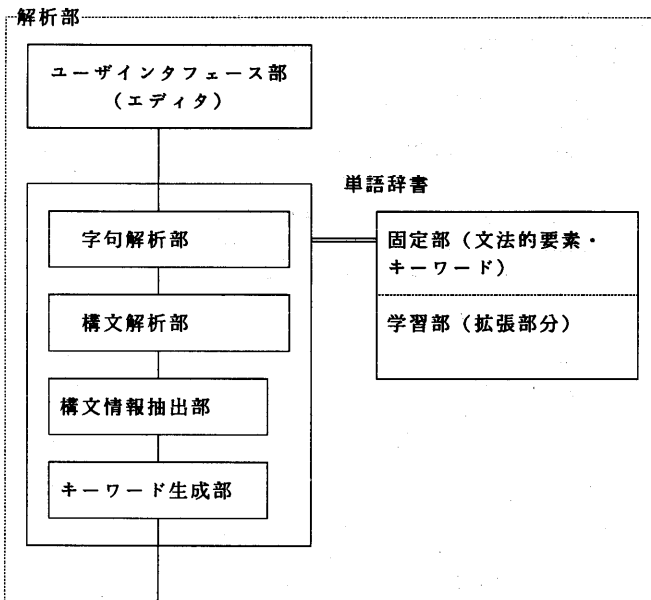 解析部
ユーザインタフェース部
（エディタ）
単語辞書
字句解析部
構文解析部
構文情報抽出部
キーワード生成部
固定部（文法的要素・
キーワード）
学習部（拡張部分）